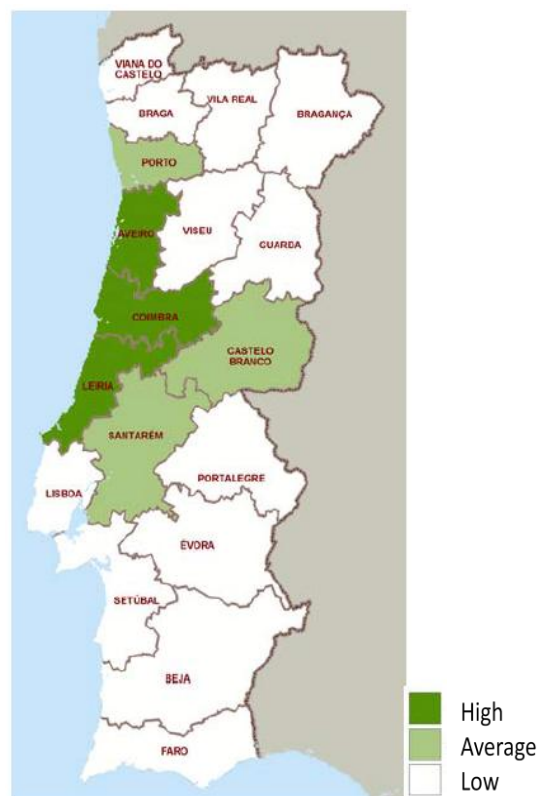 VIANA DO
CASTELO
BRAGA
VILA REAL
BRAGANÇA
PORTO
AVEIRO
VISEU
GUARDA
COIMBRA
CASTELO
BRANCO
LEIRIA
SANTARÉM
PORTALEGRE
LISBOA
ÉVORA
SETÚBAL
BEJA
FARO
High
Average
Low